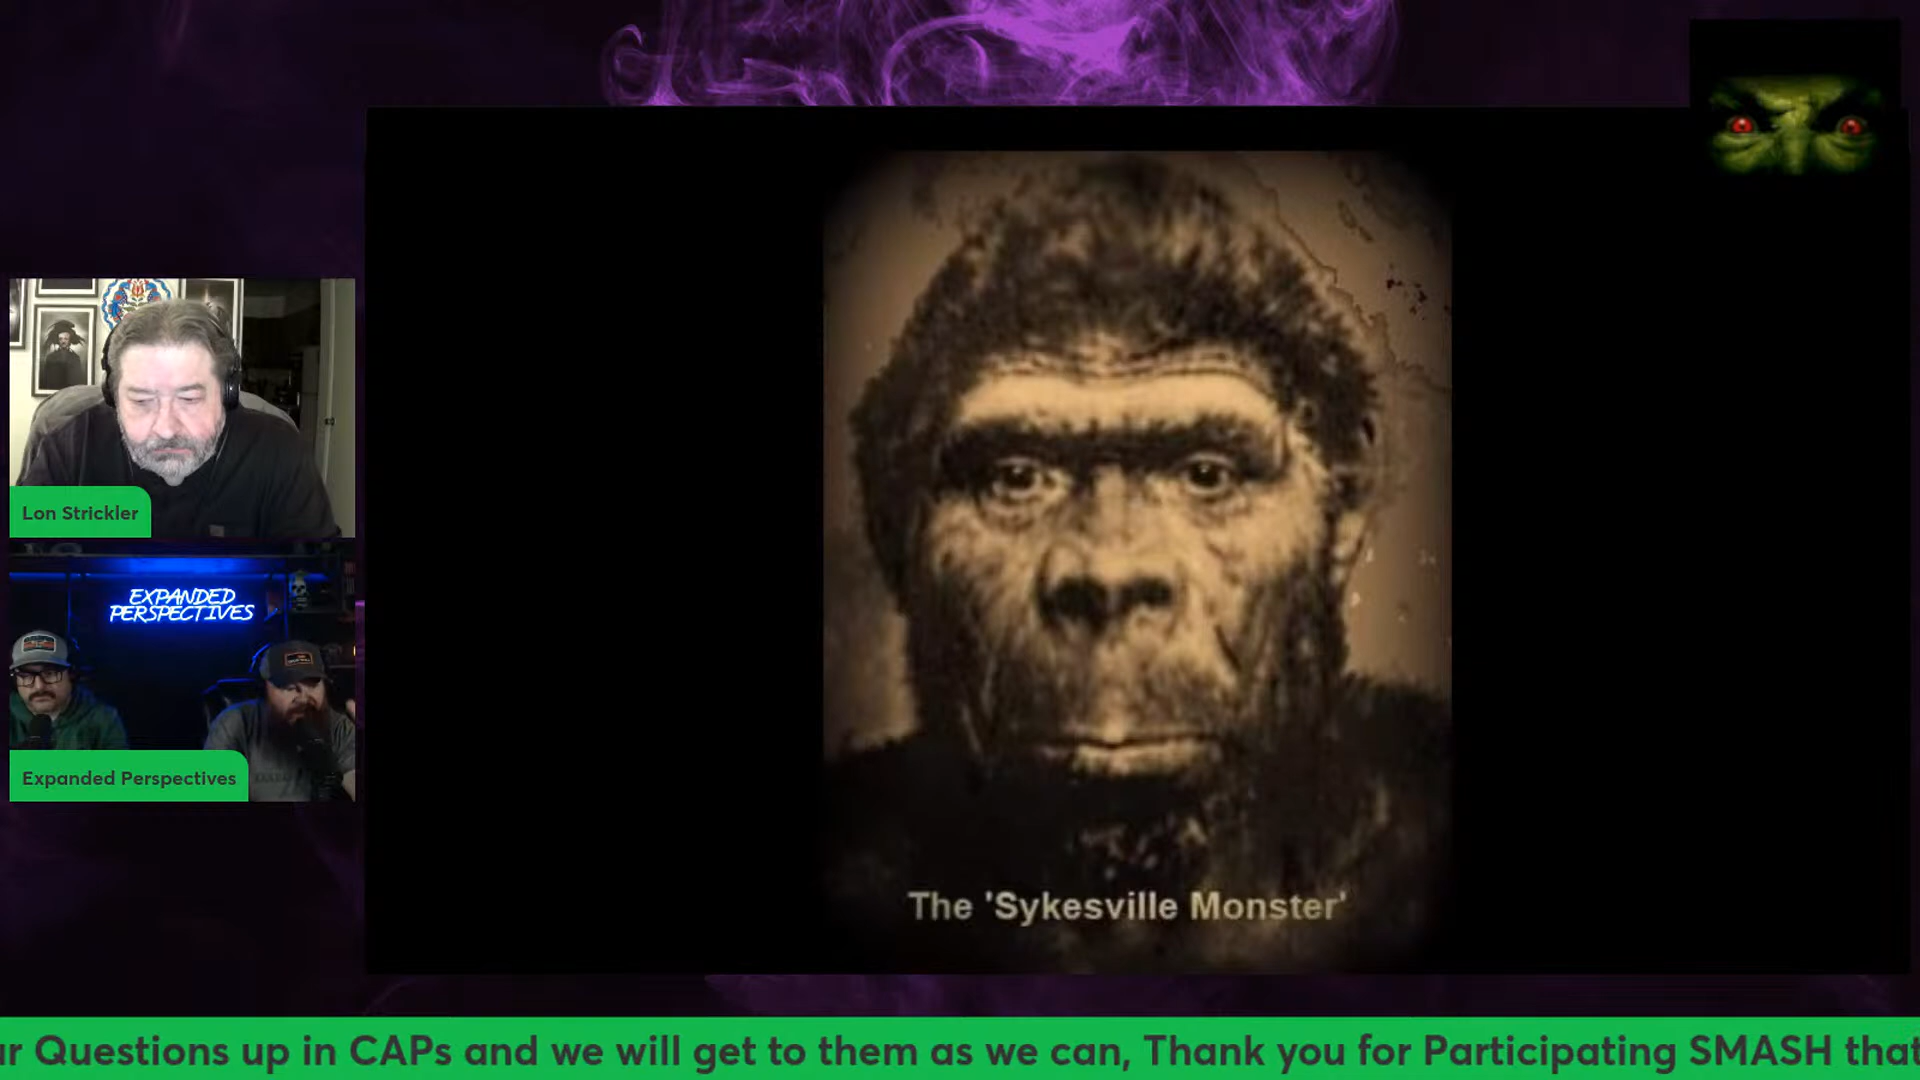 Lon Strickler
EXPANDED
PERSPECTIVES
Expanded Perspectives
The 'Sykesville Monster'
ur Questions up in CAPs and we will get to them as we can, Thank you for Participating SMASH that